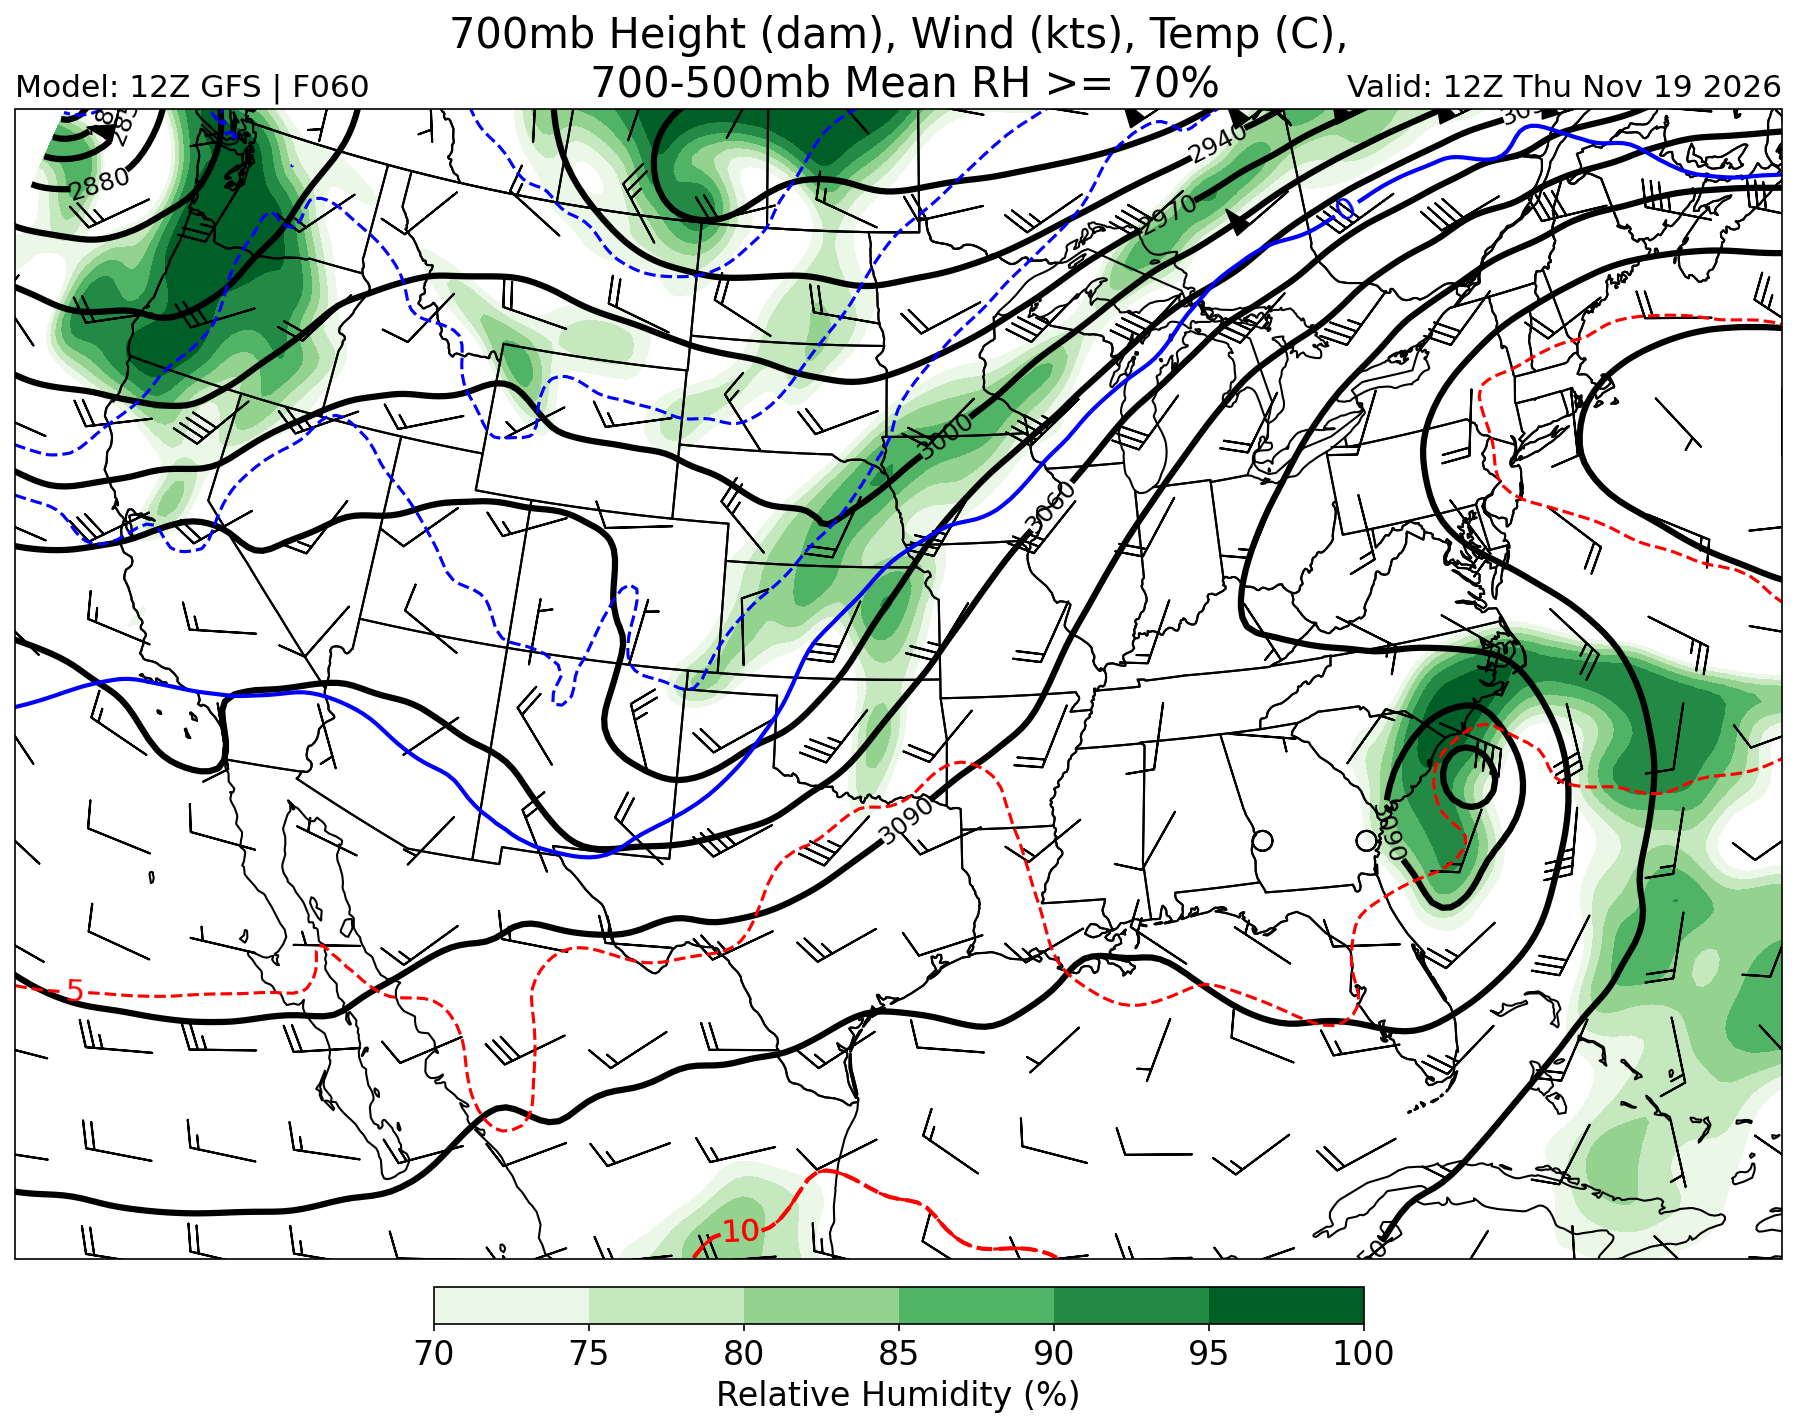 700mb Height (dam), Wind (kts), Temp (C),
Model: 12Z GFS | F060
700-500mb Mean RH >= 70%
Valid: 12Z Thu Nov 19 2026
2880
2940
2970
0
3000
3060
3090
3090
5
10
70 75 80 85 90 95 100
Relative Humidity (%)